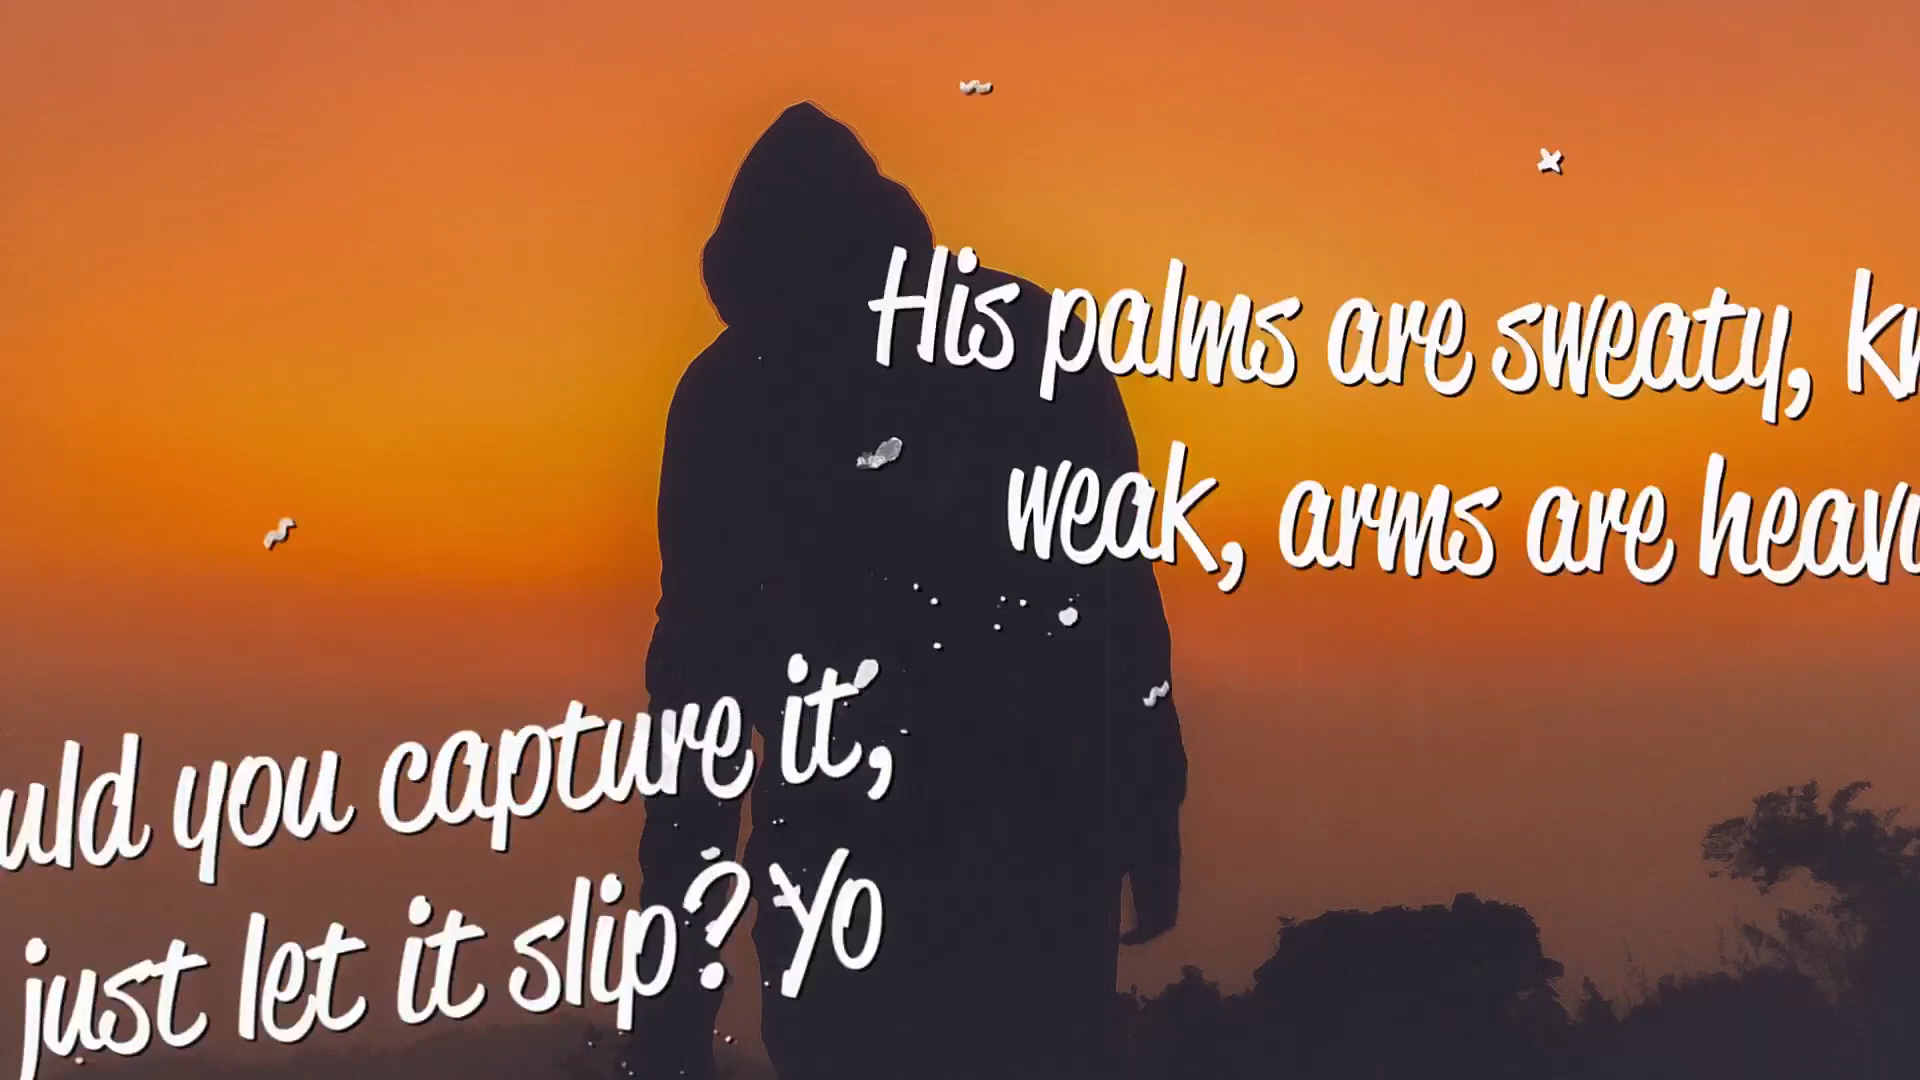 His palms are sweaty, kn
weak, arms are heav
uld you capture it,
just let it slip? Yo